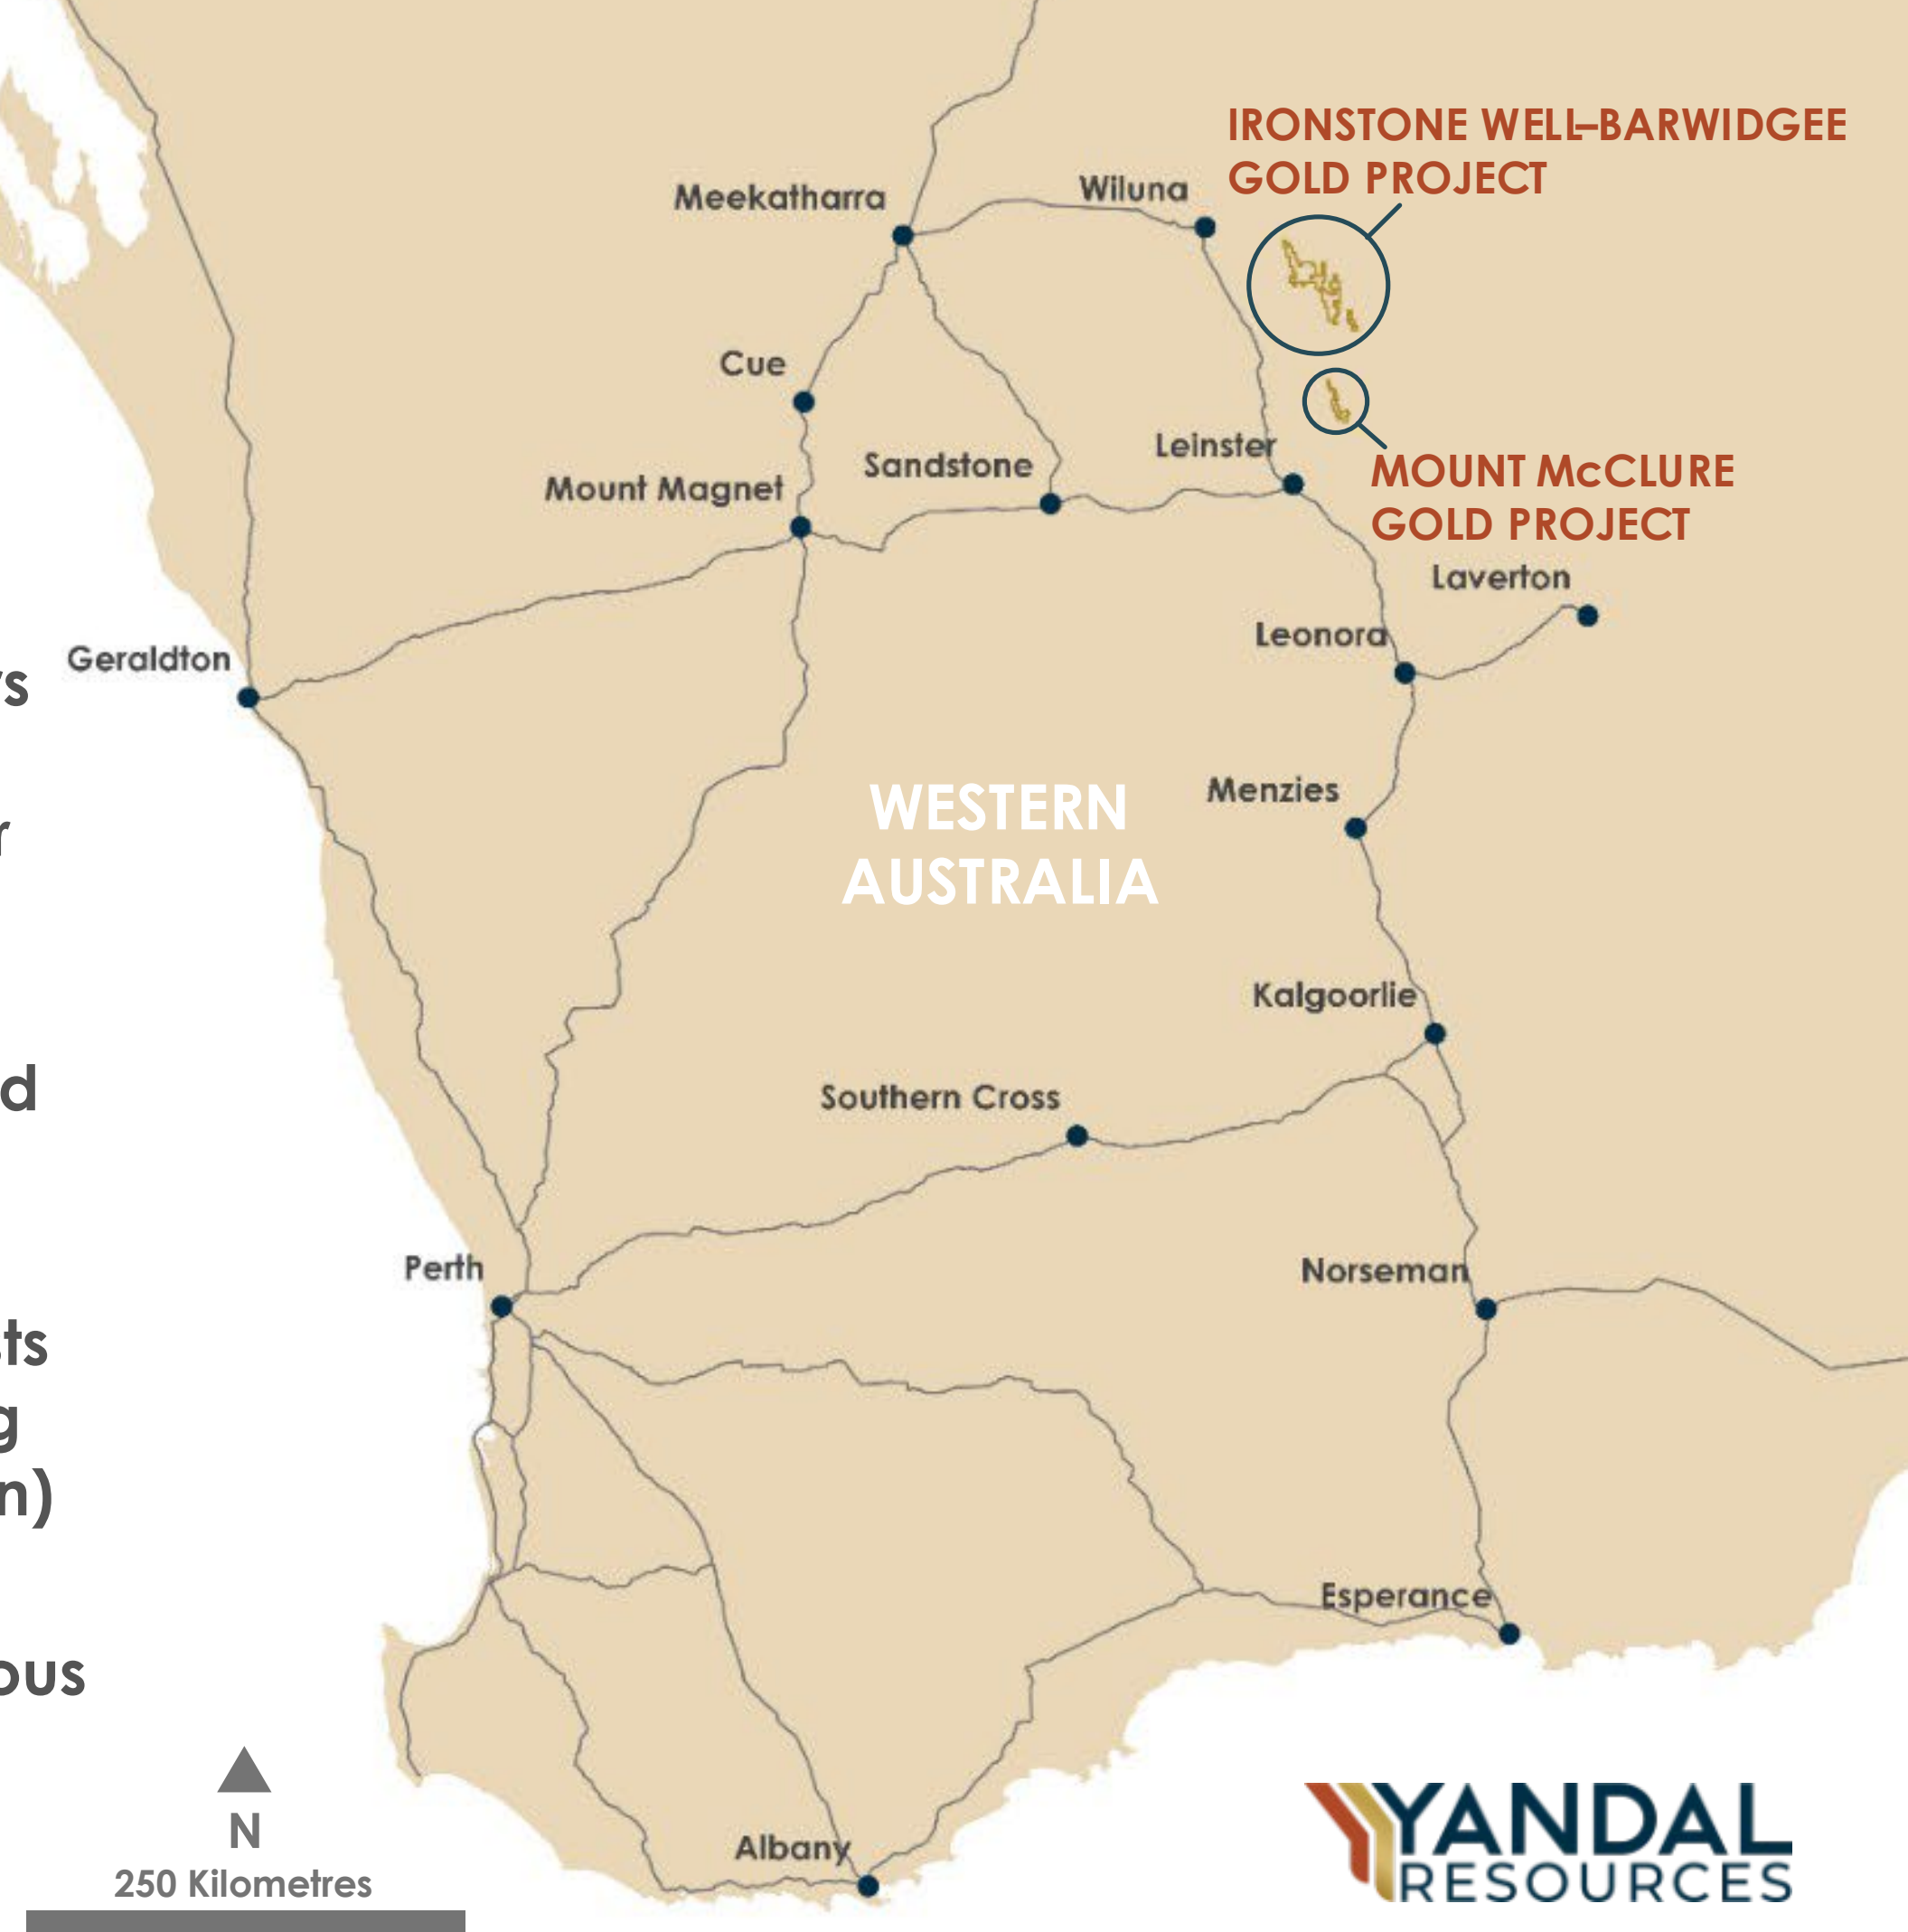 IRONSTONE WELL–BARWIDGEE
GOLD PROJECT
Meekatharra
Wiluna
Cue
Leinster
Sandstone
Mount Magnet
MOUNT McCLURE
GOLD PROJECT
Laverton
Leonora
Geraldton
WESTERN
AUSTRALIA
Menzies
Kalgoorlie
Southern Cross
Perth
Norseman
Esperance
Albany
N
250 Kilometres
YANDAL
RESOURCES